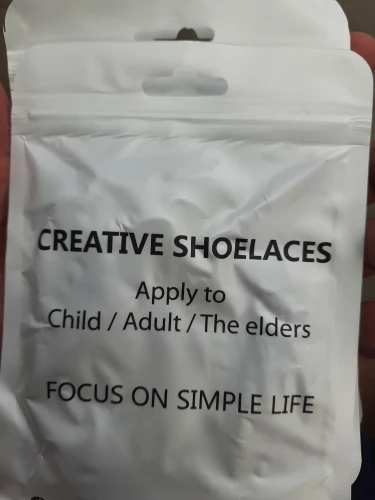 CREATIVE SHOELACES
Apply to
Child / Adult / The elders
FOCUS ON SIMPLE LIFE